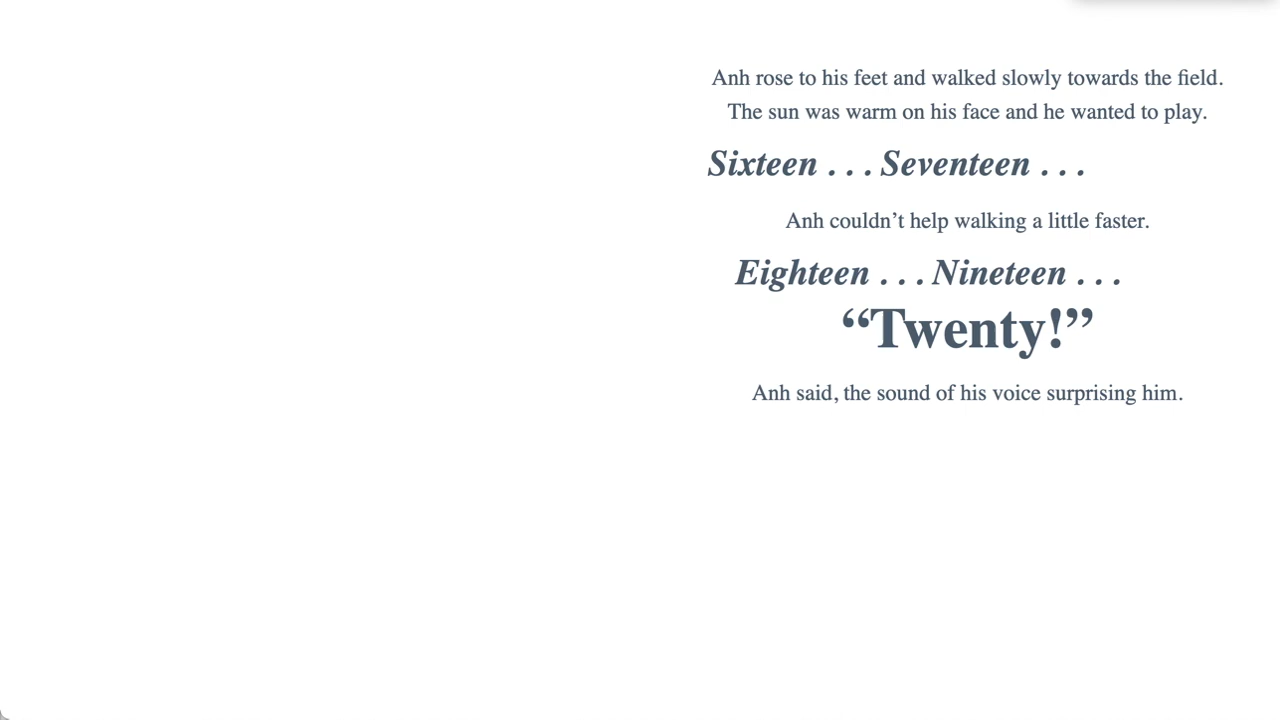 Anh rose to his feet and walked slowly towards the field.
The sun was warm on his face and he wanted to play.
Sixteen . . . Seventeen . . .
Anh couldn’t help walking a little faster.
Eighteen . . . Nineteen . . .
“Twenty!”
Anh said, the sound of his voice surprising him.